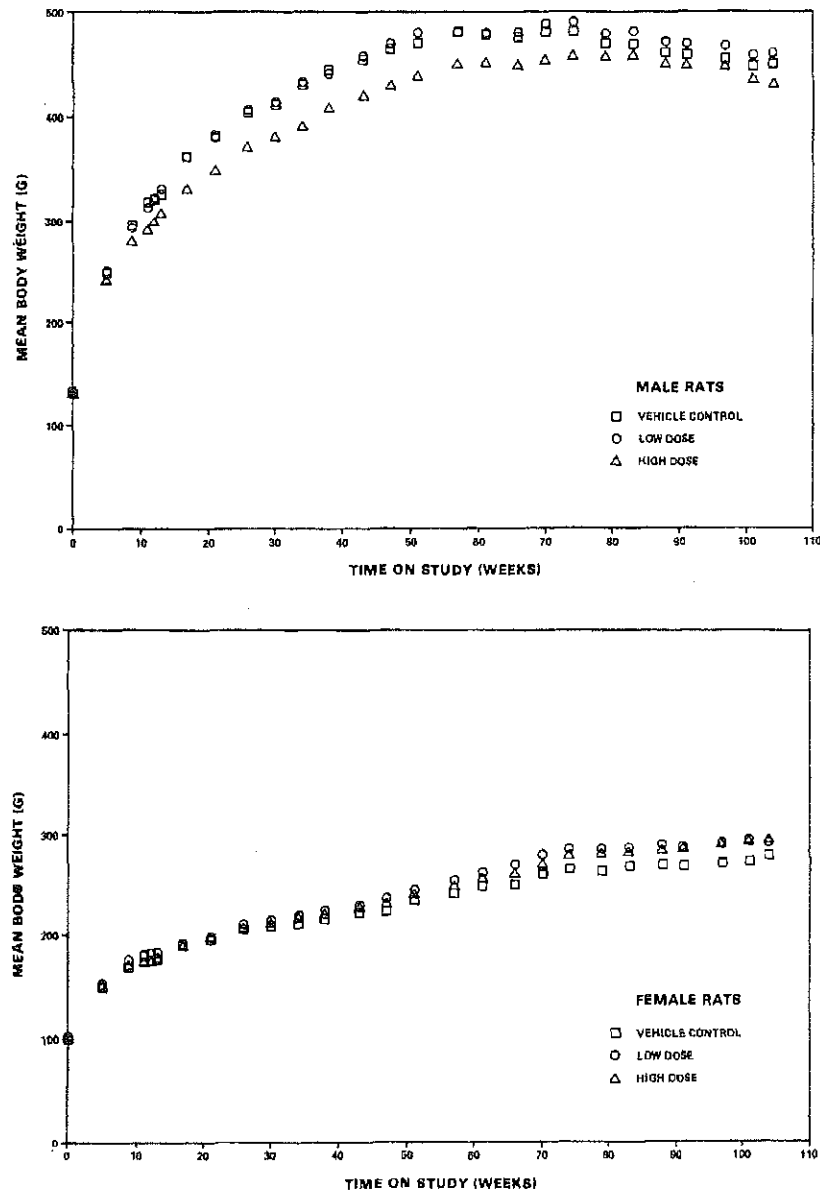 500
400
300
200
100
0
MEAN BODY WEIGHT (G)
MALE RATS
VEHICLE CONTROL
LOW DOSE
HIGH DOSE
0 10 20 30 40 50 60 70 80 90 100 110
TIME ON STUDY (WEEKS)
500
400
300
200
100
0
MEAN BODY WEIGHT (G)
FEMALE RATS
VEHICLE CONTROL
LOW DOSE
HIGH DOSE
0 10 20 30 40 50 60 70 80 90 100 110
TIME ON STUDY (WEEKS)